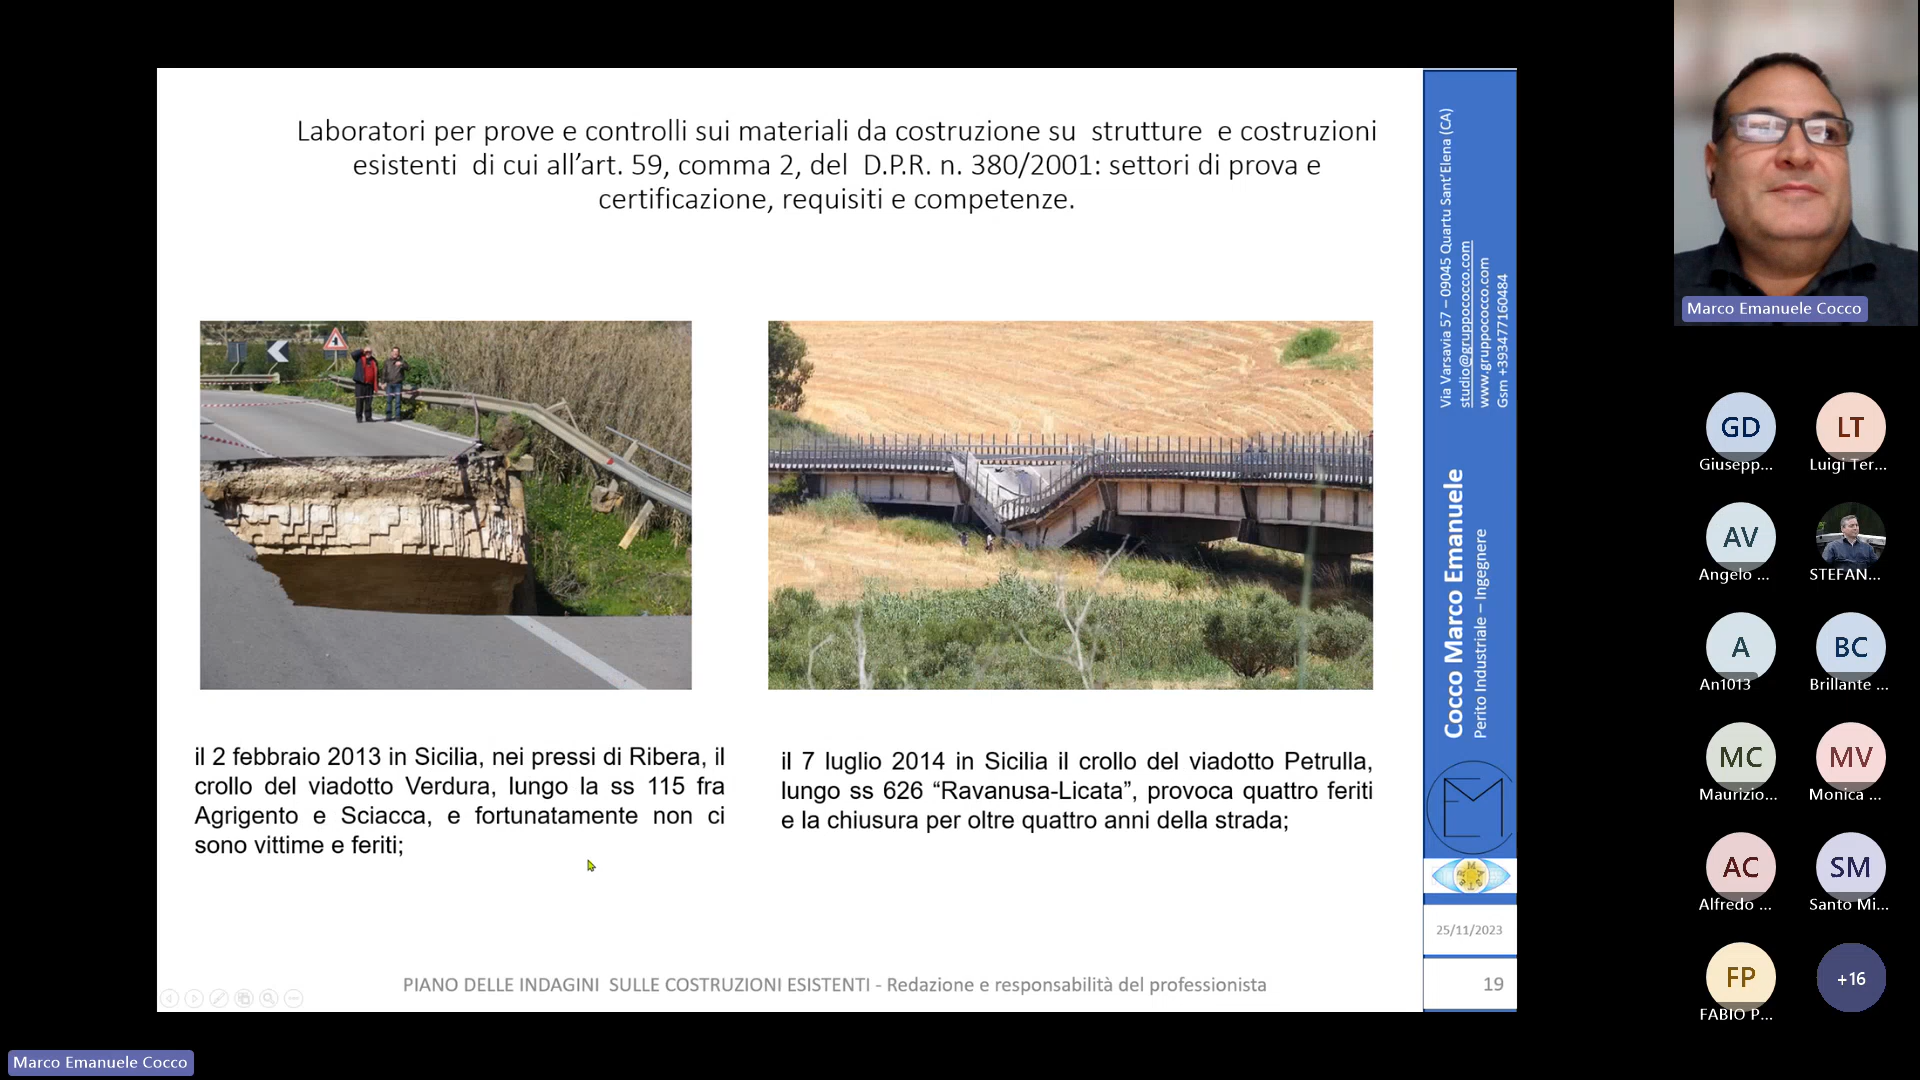 Laboratori per prove e controlli sui materiali da costruzione su strutture e costruzioni
esistenti di cui all’art. 59, comma 2, del D.P.R. n. 380/2001: settori di prova e
certificazione, requisiti e competenze.
il 2 febbraio 2013 in Sicilia, nei pressi di Ribera, il
crollo del viadotto Verdura, lungo la ss 115 fra
Agrigento e Sciacca, e fortunatamente non ci
sono vittime e feriti;
il 7 luglio 2014 in Sicilia il crollo del viadotto Petrulla,
lungo ss 626 “Ravanusa-Licata”, provoca quattro feriti
e la chiusura per oltre quattro anni della strada;
Via Varsavia 57 – 09045 Quartu Sant’Elena (CA)
studio@gruppococco.com
www.gruppococco.com
Gsm +393477160484
Cocco Marco Emanuele
Perito Industriale – Ingegnere
25/11/2023
PIANO DELLE INDAGINI SULLE COSTRUZIONI ESISTENTI - Redazione e responsabilità del professionista
19
Marco Emanuele Cocco
GD
Giusepp...
LT
Luigi Ter...
AV
Angelo ...
STEFAN...
A
An1013
BC
Brillante ...
MC
Maurizio...
MV
Monica ...
AC
Alfredo ...
SM
Santo Mi...
FP
FABIO P...
+16
Marco Emanuele Cocco